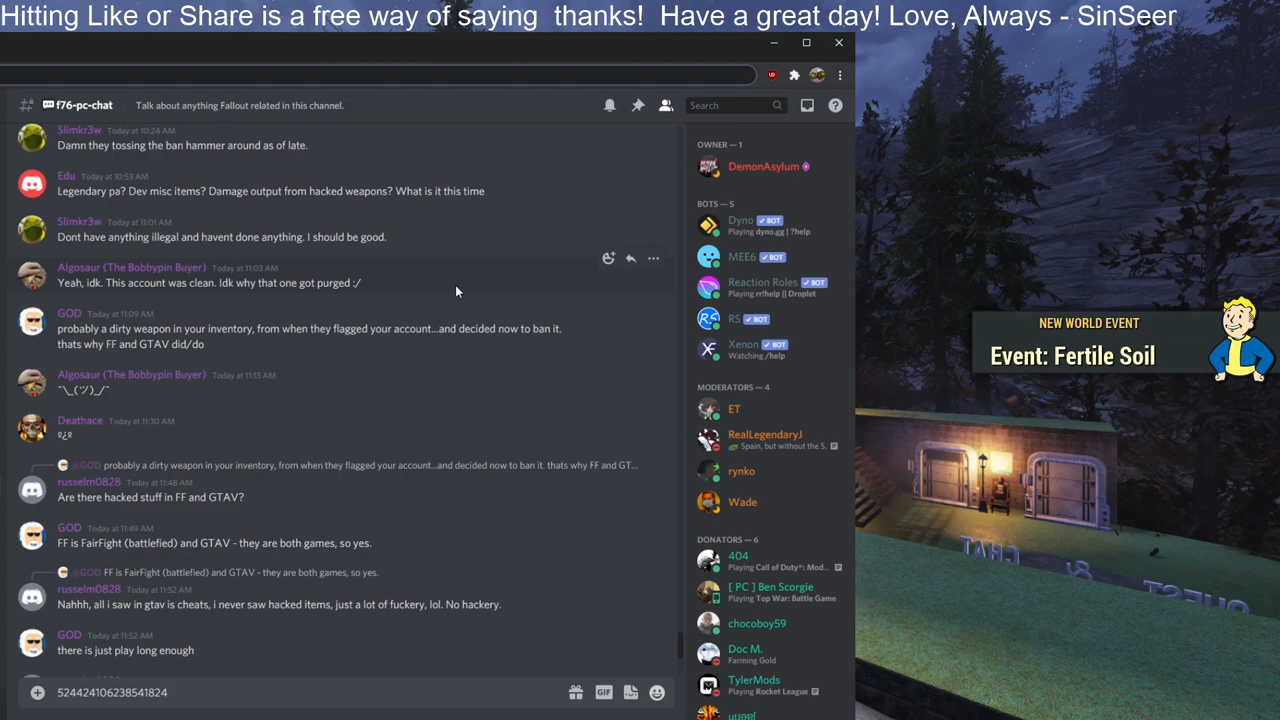 Hitting Like or Share is a free way of saying  thanks!  Have a great day! Love, Always - SinSeer
f76-pc-chat
Talk about anything Fallout related in this channel.
Search
Slimkr3w Today at 10:24 AM
Damn they tossing the ban hammer around as of late.
Edu Today at 10:53 AM
Legendary pa? Dev misc items? Damage output from hacked weapons? What is it this time
Slimkr3w Today at 11:01 AM
Dont have anything illegal and havent done anything. I should be good.
Algosaur (The Bobbypin Buyer) Today at 11:03 AM
Yeah, idk. This account was clean. Idk why that one got purged :/
GOD Today at 11:09 AM
probably a dirty weapon in your inventory, from when they flagged your account...and decided now to ban it.
thats why FF and GTAV did/do
Algosaur (The Bobbypin Buyer) Today at 11:13 AM
¯\_(ツ)_/¯
Deathace Today at 11:30 AM
º¿º
@GOD probably a dirty weapon in your inventory, from when they flagged your account...and decided now to ban it. thats why FF and GT...
russelm0828 Today at 11:48 AM
Are there hacked stuff in FF and GTAV?
GOD Today at 11:49 AM
FF is FairFight (battlefied) and GTAV - they are both games, so yes.
@GOD FF is FairFight (battlefied) and GTAV - they are both games, so yes.
russelm0828 Today at 11:52 AM
Nahhh, all i saw in gtav is cheats, i never saw hacked items, just a lot of fuckery, lol. No hackery.
GOD Today at 11:52 AM
there is just play long enough
524424106238541824
GIF
OWNER — 1
DemonAsylum
BOTS — 5
Dyno ✓ BOT
Playing dyno.gg | ?help
MEE6 ✓ BOT
Reaction Roles ✓ BOT
Playing rr!help || Droplet
RS ✓ BOT
Xenon ✓ BOT
Watching /help
MODERATORS — 4
ET
RealLegendaryJ
Spain, but without the S.
rynko
Wade
DONATORS — 6
404
Playing Call of Duty®: Mod...
[ PC ] Ben Scorgie
Playing Top War: Battle Game
chocoboy59
Doc M.
Farming Gold
TylerMods
Playing Rocket League
NEW WORLD EVENT
Event: Fertile Soil
CHAT
&
QUEST